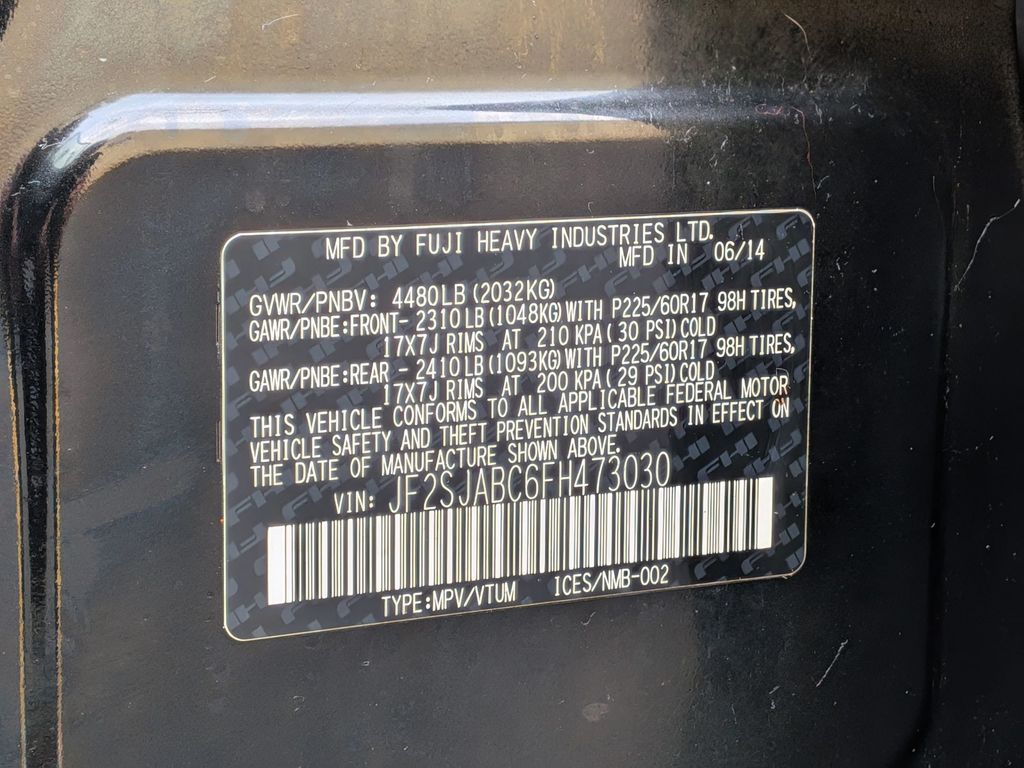 MFD BY FUJI HEAVY INDUSTRIES LTD.
MFD IN 06/14
GVWR/PNBV: 4480LB(2032KG)
GAWR/PNBE:FRONT- 2310LB(1048KG)WITH P225/60R17 98H TIRES,
17X7J RIMS AT 210 KPA(30 PSI)COLD
GAWR/PNBE:REAR - 2410LB(1093KG)WITH P225/60R17 98H TIRES,
17X7J RIMS AT 200 KPA(29 PSI)COLD
THIS VEHICLE CONFORMS TO ALL APPLICABLE FEDERAL MOTOR
VEHICLE SAFETY AND THEFT PREVENTION STANDARDS IN EFFECT ON
THE DATE OF MANUFACTURE SHOWN ABOVE.
VIN: JF2SJABC6FH473030
TYPE:MPV/VTUM ICES/NMB-002